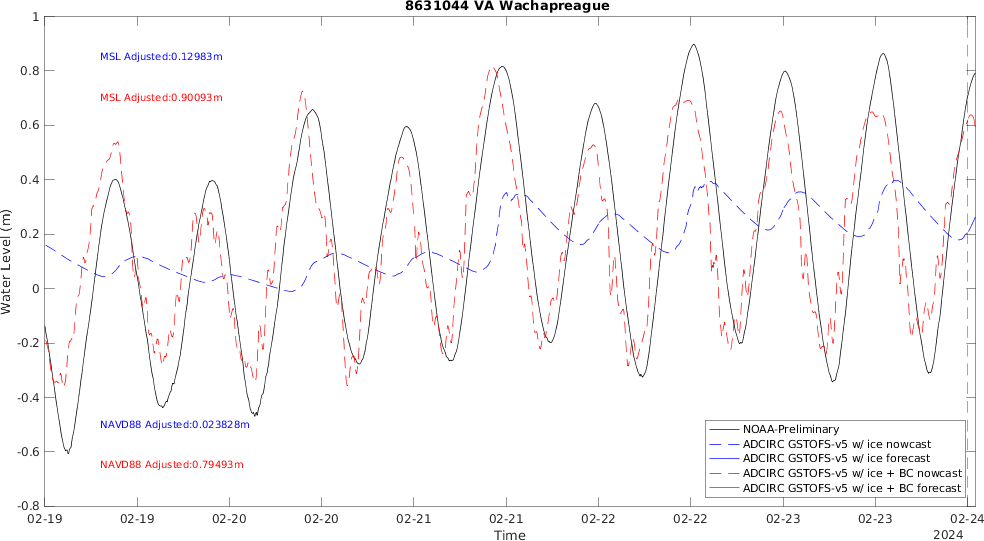 8631044 VA Wachapreague
1
0.8
0.6
0.4
0.2
0
-0.2
-0.4
-0.6
-0.8
Water Level (m)
MSL Adjusted:0.12983m
MSL Adjusted:0.90093m
NAVD88 Adjusted:0.023828m
NAVD88 Adjusted:0.79493m
NOAA-Preliminary
ADCIRC GSTOFS-v5 w/ ice nowcast
ADCIRC GSTOFS-v5 w/ ice forecast
ADCIRC GSTOFS-v5 w/ ice + BC nowcast
ADCIRC GSTOFS-v5 w/ ice + BC forecast
02-19 02-19 02-20 02-20 02-21 02-21 02-22 02-22 02-23 02-23 02-24
2024
Time